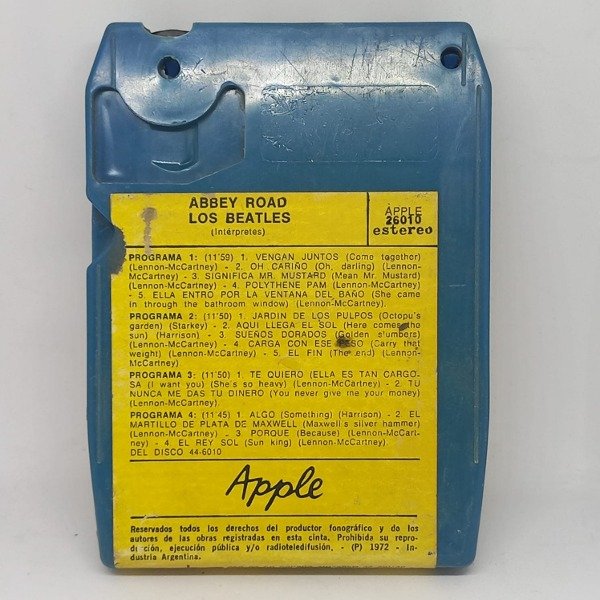 ABBEY ROAD
LOS BEATLES
(Intérpretes)
APPLE
26010
estereo
PROGRAMA 1: (11'59) 1. VENGAN JUNTOS (Come together)
(Lennon-McCartney) - 2. OH CARIÑO (Oh, darling) (Lennon-
McCartney) - 3. SIGNIFICA MR. MUSTARD (Mean Mr. Mustard)
(Lennon-McCartney) - 4. POLYTHENE PAM (Lennon-McCartney)
- 5. ELLA ENTRO POR LA VENTANA DEL BAÑO (She came
in through the bathroom window) (Lennon-McCartney).
PROGRAMA 2: (11'50) 1. JARDIN DE LOS PULPOS (Octopu's
garden) (Starkey) - 2. AQUI LLEGA EL SOL (Here comes the
sun) (Harrison) - 3. SUEÑOS DORADOS (Golden slumbers)
(Lennon-McCartney) - 4. CARGA CON ESE PESO (Carry that
weight) (Lennon-McCartney) - 5. EL FIN (The end) (Lennon-
McCartney)
PROGRAMA 3: (11'50) 1. TE QUIERO (ELLA ES TAN CARGO-
SA (I want you) (She's so heavy) (Lennon-McCartney) - 2. TU
NUNCA ME DAS TU DINERO (You never give me your money)
(Lennon-McCartney).
PROGRAMA 4: (11'45) 1. ALGO (Something) (Harrison) - 2. EL
MARTILLO DE PLATA DE MAXWELL (Maxwell's silver hammer)
(Lennon-McCartney) - 3. PORQUE (Because) (Lennon-McCart-
ney) - 4. EL REY SOL (Sun king) (Lennon-McCartney).
DEL DISCO 44-6010
Apple
Reservados todos los derechos del productor fonográfico y de los
autores de las obras registradas en esta cinta. Prohibida su repro-
ducción, ejecución pública y/o radioteledifusión. - (P) 1972 - In-
dustria Argentina.